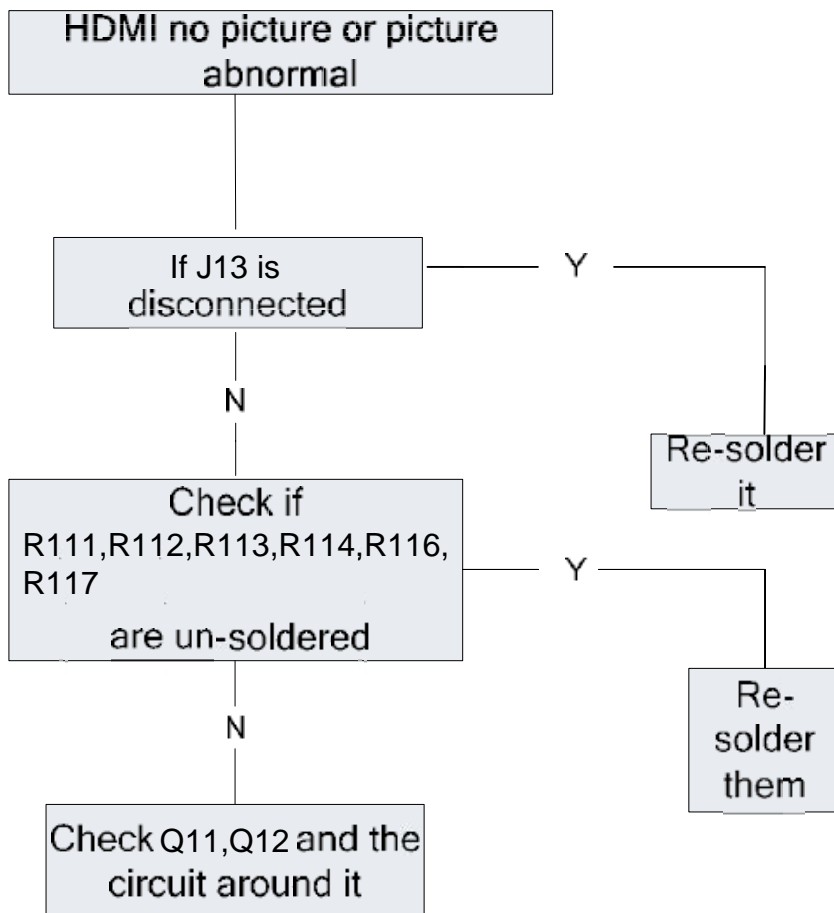 HDMI no picture or picture
abnormal
If J13 is
disconnected
Y
N
Re-solder
it
Check if
R111,R112,R113,R114,R116,
R117
are un-soldered
Y
N
Re-
solder
them
Check Q11,Q12 and the
circuit around it